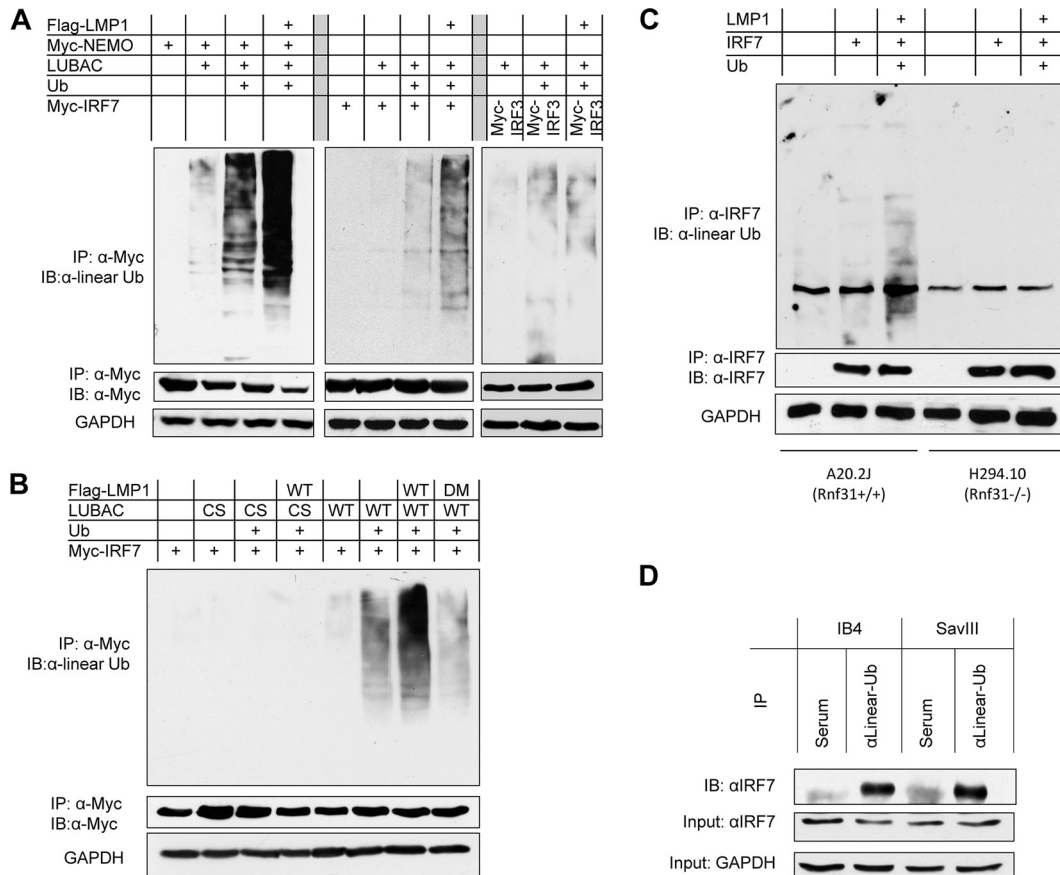 A
Flag-LMP1 + + +
Myc-NEMO + + + +
LUBAC + + + + + + + + +
Ub + + + + + +
Myc-IRF7 + + + + Myc-IRF3 Myc-IRF3 Myc-IRF3
IP: α-Myc
IB:α-linear Ub
IP: α-Myc
IB: α-Myc
GAPDH
B
Flag-LMP1 WT WT DM
LUBAC CS CS CS WT WT WT WT
Ub + + + + +
Myc-IRF7 + + + + + + + +
IP: α-Myc
IB:α-linear Ub
IP: α-Myc
IB:α-Myc
GAPDH
C
LMP1 + +
IRF7 + + + +
Ub + +
IP: α-IRF7
IB: α-linear Ub
IP: α-IRF7
IB: α-IRF7
GAPDH
A20.2J H294.10
(Rnf31+/+) (Rnf31-/-)
D
IB4 SavIII
IP Serum αLinear-Ub Serum αLinear-Ub
IB: αIRF7
Input: αIRF7
Input: GAPDH